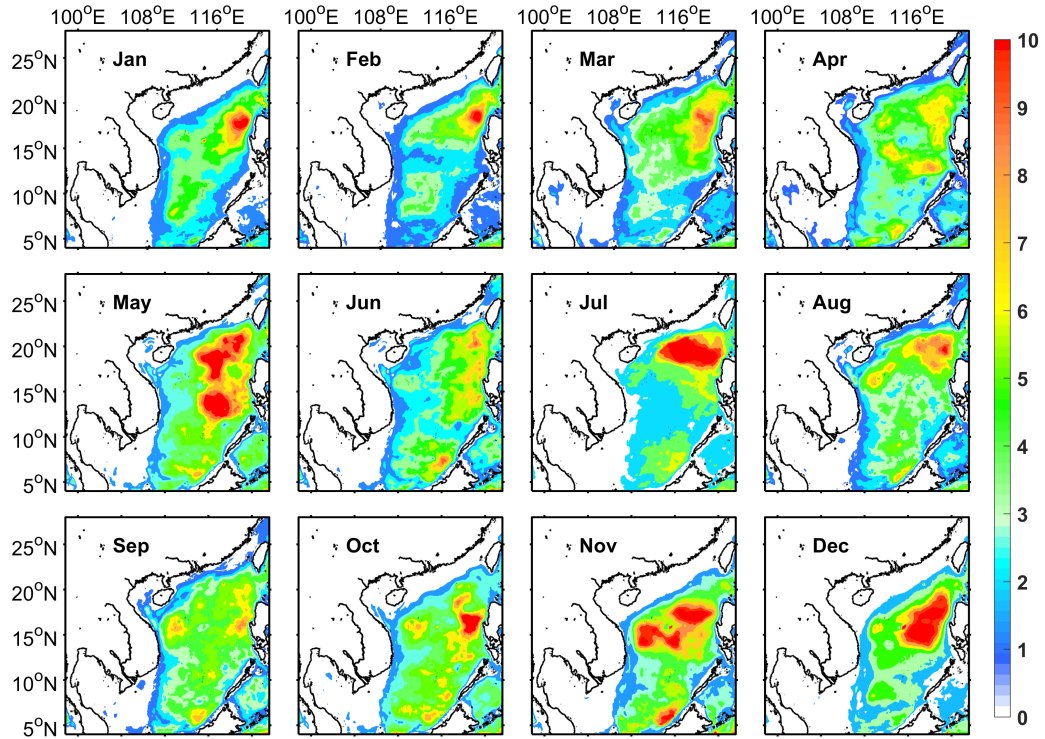 100°E 116°E 100°E 116°E 100°E 116°E 100°E 116°E
108°E 108°E 108°E 108°E
25°N Jan Feb Mar Apr
20°N
15°N
10°N
5°N
25°N May Jun Jul Aug
20°N
15°N
10°N
5°N
25°N Sep Oct Nov Dec
20°N
15°N
10°N
5°N
10
9
8
7
6
5
4
3
2
1
0